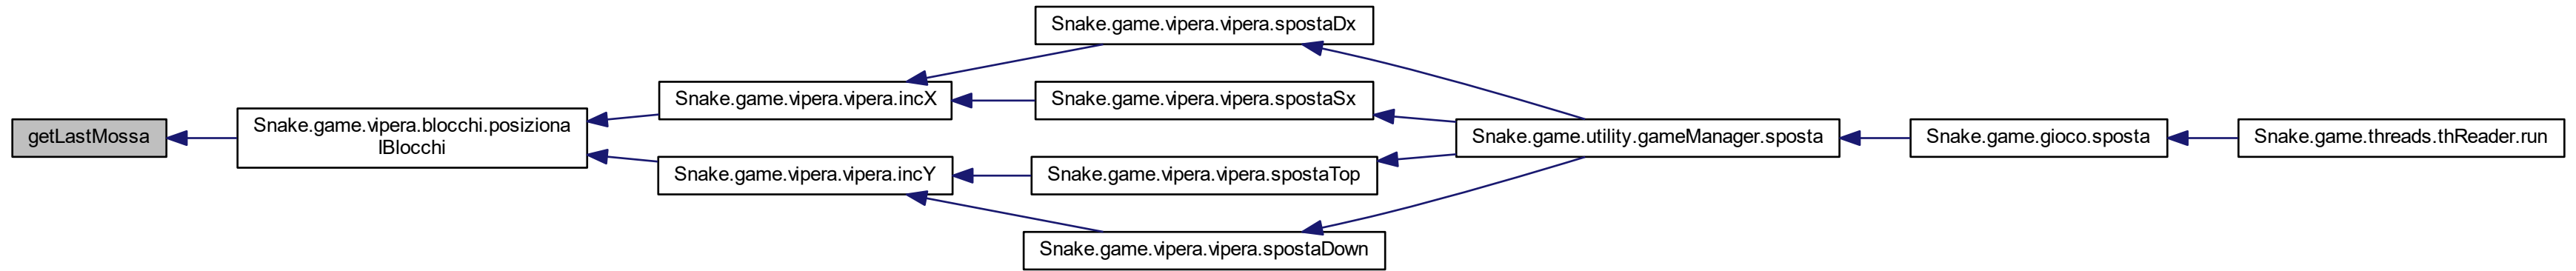 getLastMossa
Snake.game.vipera.blocchi.posiziona
IBlocchi
Snake.game.vipera.vipera.incX
Snake.game.vipera.vipera.incY
Snake.game.vipera.vipera.spostaDx
Snake.game.vipera.vipera.spostaSx
Snake.game.vipera.vipera.spostaTop
Snake.game.vipera.vipera.spostaDown
Snake.game.utility.gameManager.sposta
Snake.game.gioco.sposta
Snake.game.threads.thReader.run